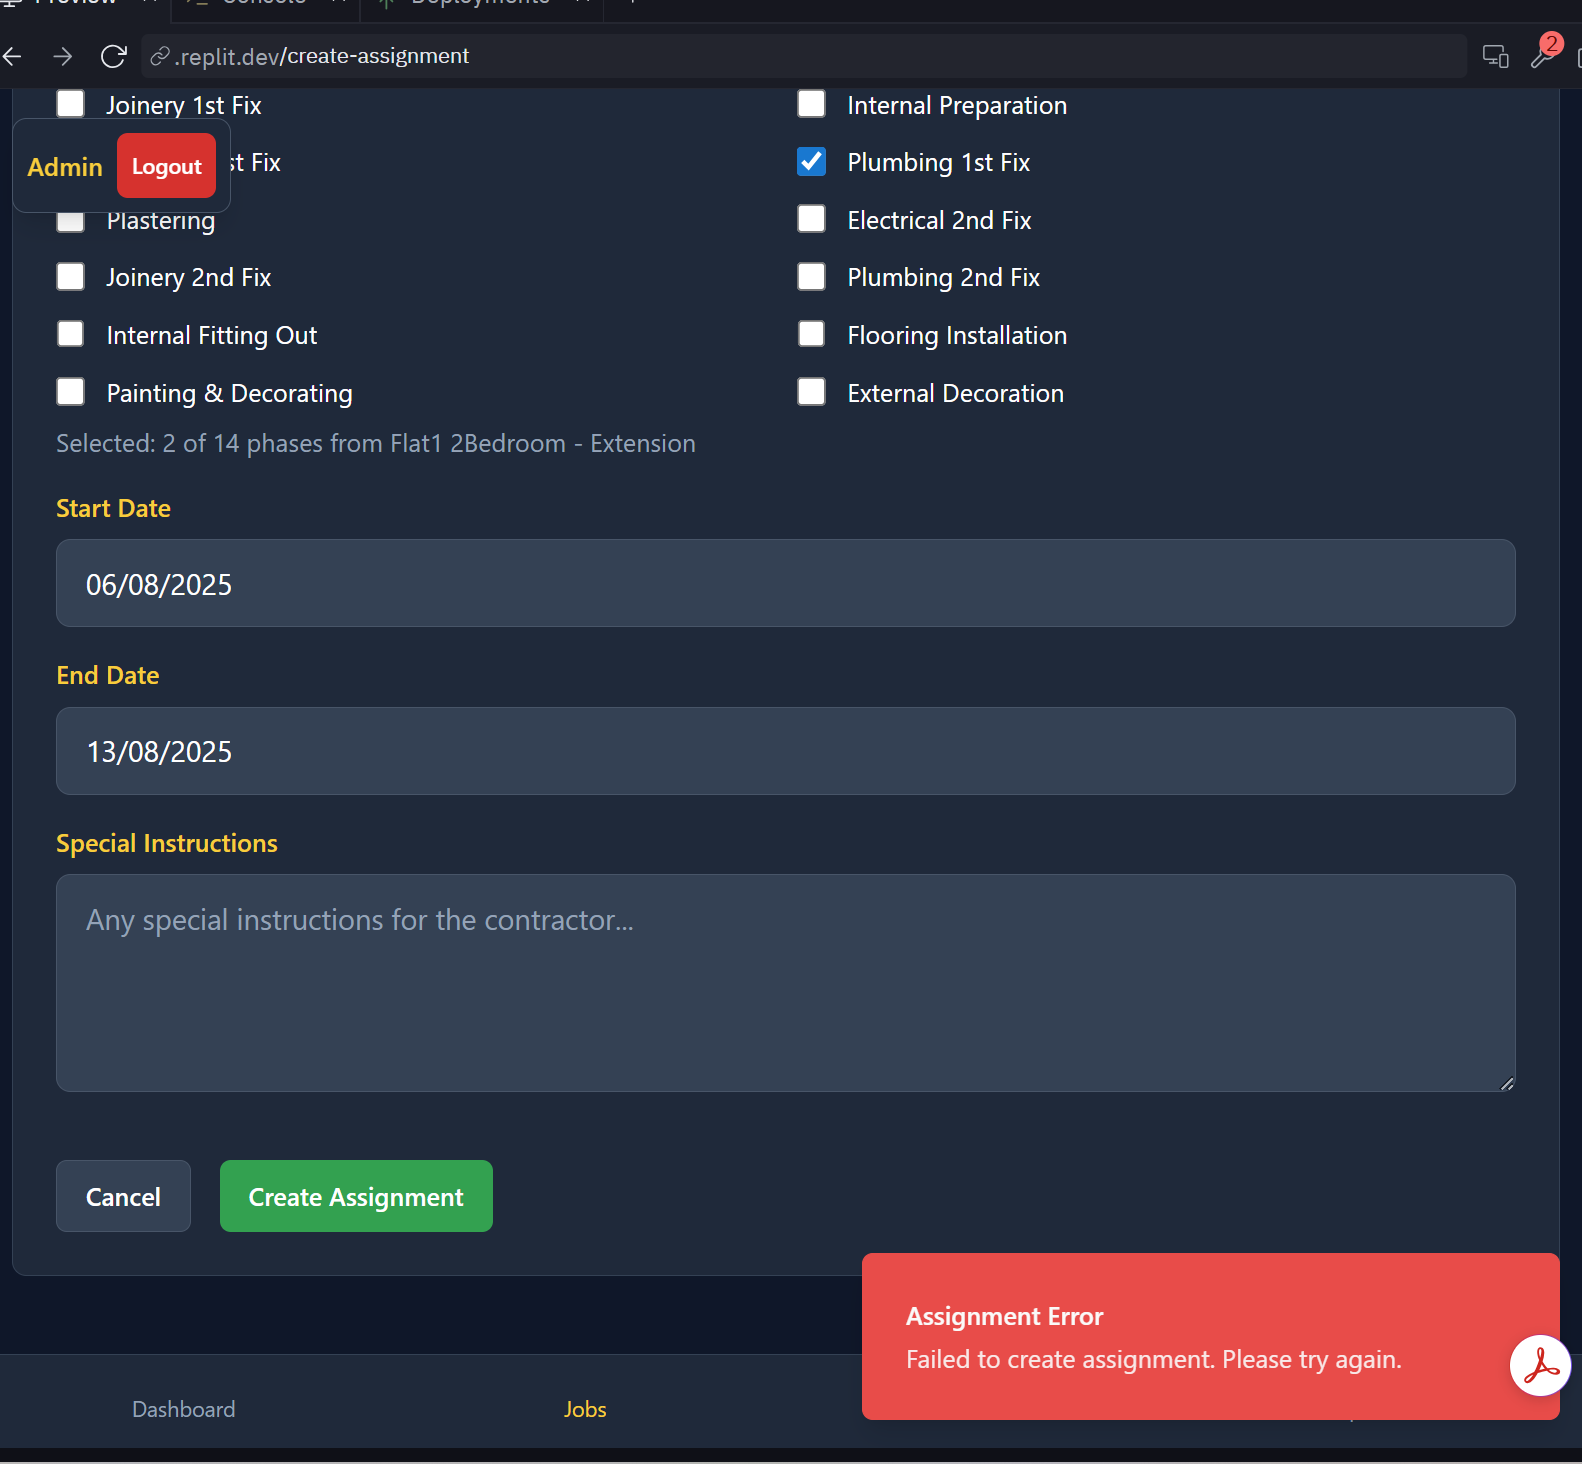 Preview
Console
Deployments
.replit.dev/create-assignment
2
Joinery 1st Fix
Internal Preparation
Admin
Logout
st Fix
Plumbing 1st Fix
Plastering
Electrical 2nd Fix
Joinery 2nd Fix
Plumbing 2nd Fix
Internal Fitting Out
Flooring Installation
Painting & Decorating
External Decoration
Selected: 2 of 14 phases from Flat1 2Bedroom - Extension
Start Date
06/08/2025
End Date
13/08/2025
Special Instructions
Any special instructions for the contractor...
Cancel
Create Assignment
Assignment Error
Failed to create assignment. Please try again.
Dashboard
Jobs